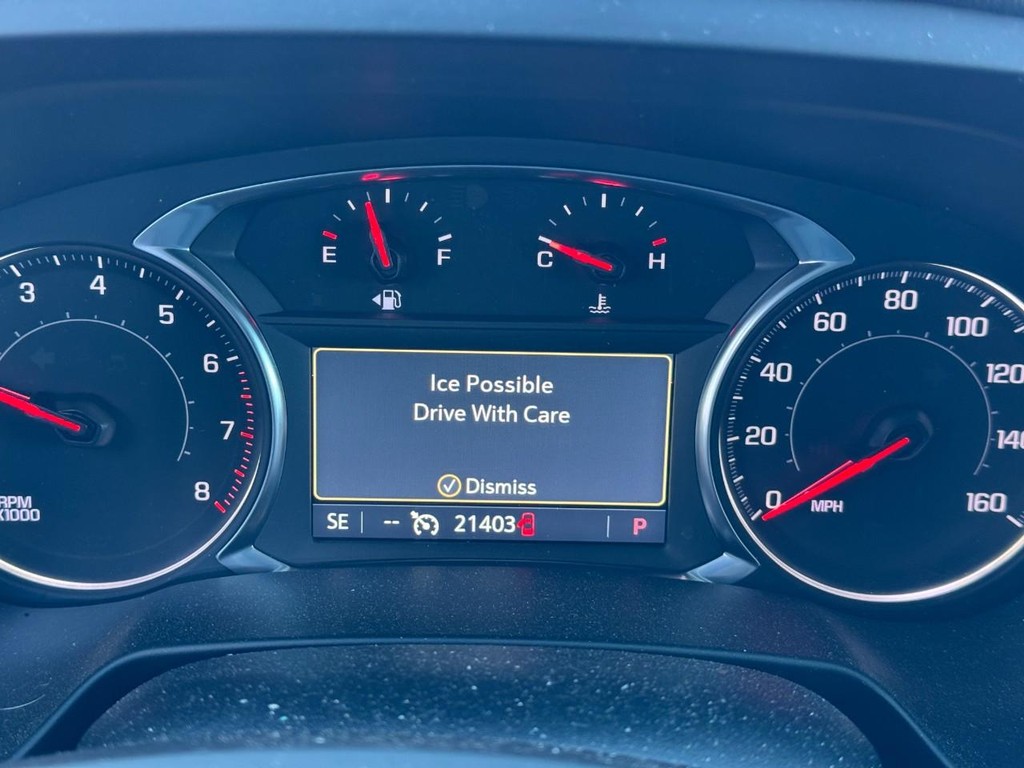 E F
C H
3 4 5 6 7 8
RPM
X1000
Ice Possible
Drive With Care
Dismiss
SE -- 21403 P
0 20 40 60 80 100 120 140 160
MPH